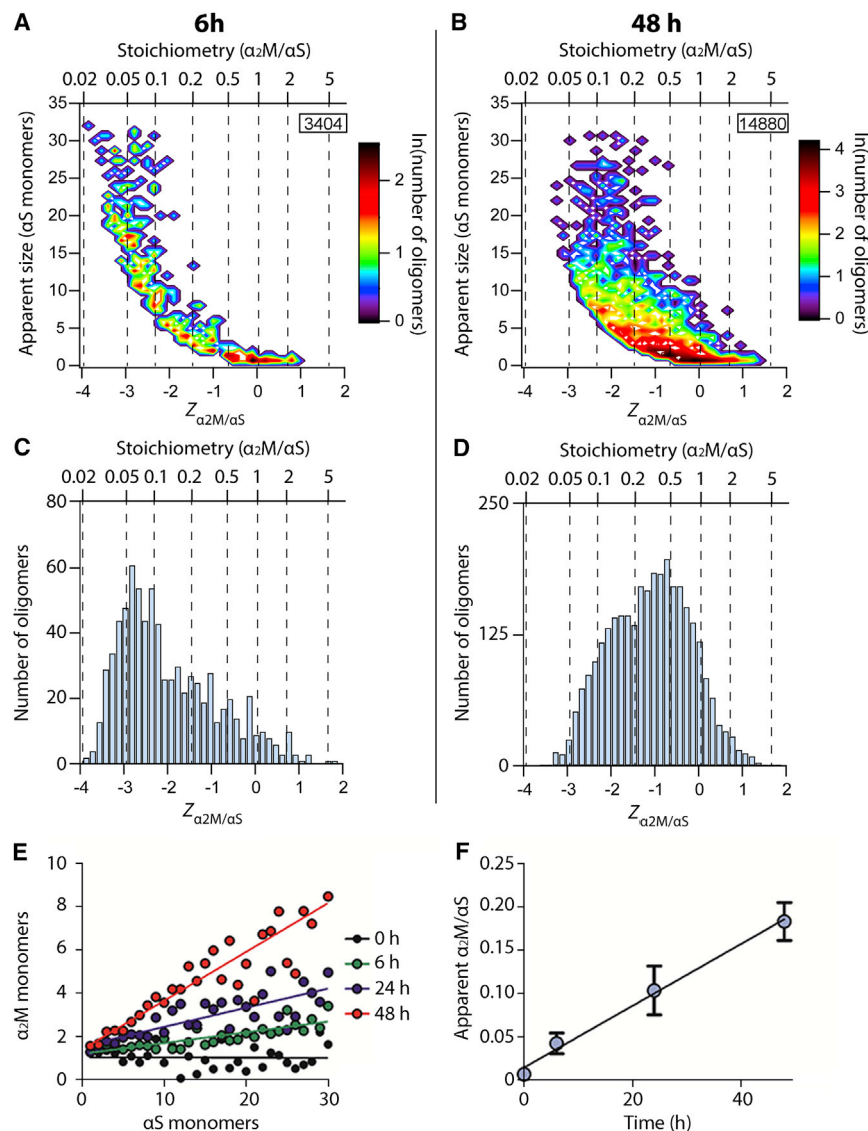 A
6h
Stoichiometry (α₂M/αS)
0.02 0.05 0.1 0.2 0.5 1 2 5
Apparent size (αS monomers)
35
30
25
20
15
10
5
0
3404
ln(number of oligomers)
2
1
0
-4 -3 -2 -1 0 1 2
Zα2M/αS
B
48 h
Stoichiometry (α₂M/αS)
0.02 0.05 0.1 0.2 0.5 1 2 5
Apparent size (αS monomers)
35
30
25
20
15
10
5
0
14880
ln(number of oligomers)
4
3
2
1
0
-4 -3 -2 -1 0 1 2
Zα2M/αS
C
Stoichiometry (α₂M/αS)
0.02 0.05 0.1 0.2 0.5 1 2 5
Number of oligomers
80
60
40
20
0
-4 -3 -2 -1 0 1 2
Zα2M/αS
D
Stoichiometry (α₂M/αS)
0.02 0.05 0.1 0.2 0.5 1 2 5
Number of oligomers
250
125
0
-4 -3 -2 -1 0 1 2
Zα2M/αS
E
α₂M monomers
10
8
6
4
2
0
0 10 20 30
αS monomers
0 h
6 h
24 h
48 h
F
Apparent α₂M/αS
0.25
0.20
0.15
0.10
0.05
0
0 20 40
Time (h)